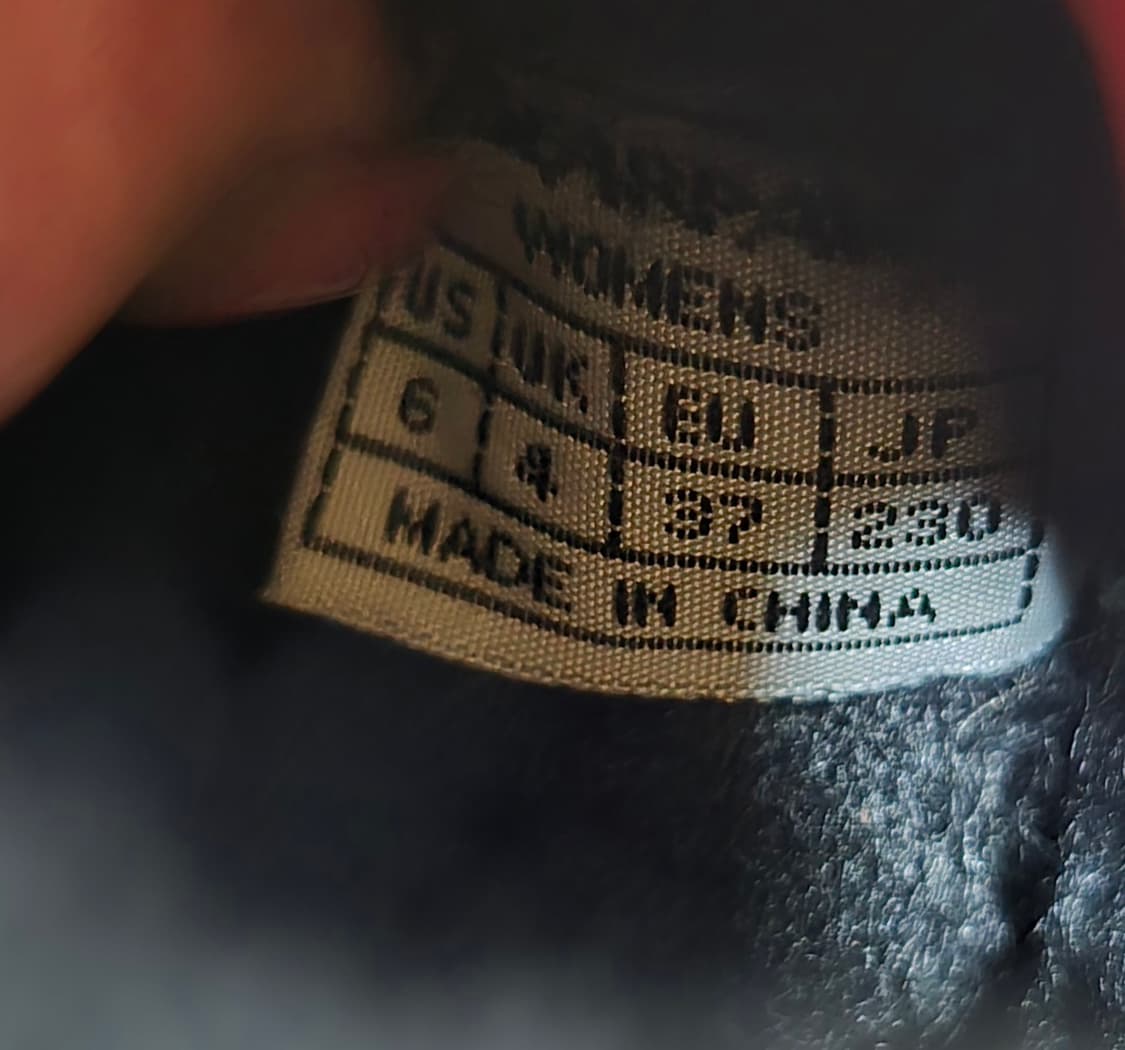 WOMENS
US UK EU JP
6 4 37 230
MADE IN CHINA